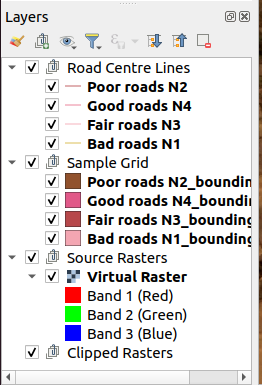 Layers
Road Centre Lines
Poor roads N2
Good roads N4
Fair roads N3
Bad roads N1
Sample Grid
Poor roads N2_boundin
Good roads N4_boundin
Fair roads N3_bounding
Bad roads N1_bounding
Source Rasters
Virtual Raster
Band 1 (Red)
Band 2 (Green)
Band 3 (Blue)
Clipped Rasters